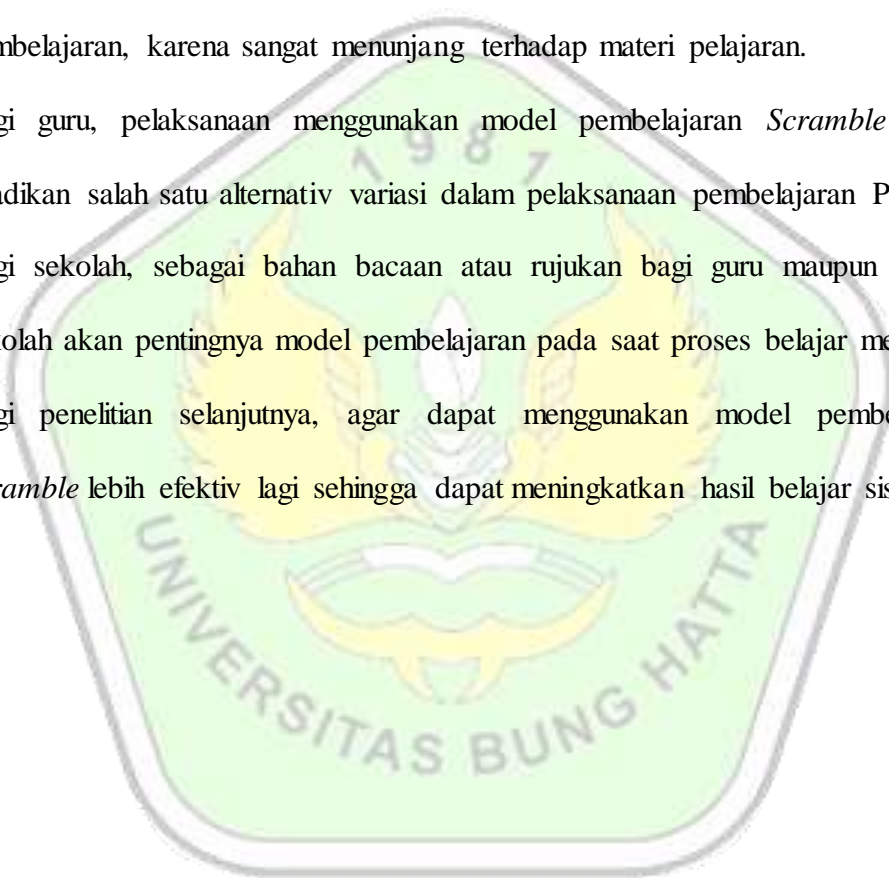 mbelajaran, karena sangat menunjang terhadap materi pelajaran.
gi guru, pelaksanaan menggunakan model pembelajaran Scramble
adikan salah satu alternativ variasi dalam pelaksanaan pembelajaran P
gi sekolah, sebagai bahan bacaan atau rujukan bagi guru maupun
kolah akan pentingnya model pembelajaran pada saat proses belajar me
gi penelitian selanjutnya, agar dapat menggunakan model pembe
ramble lebih efektiv lagi sehingga dapat meningkatkan hasil belajar sis
1981
UNIVERSITAS BUNG HATTA